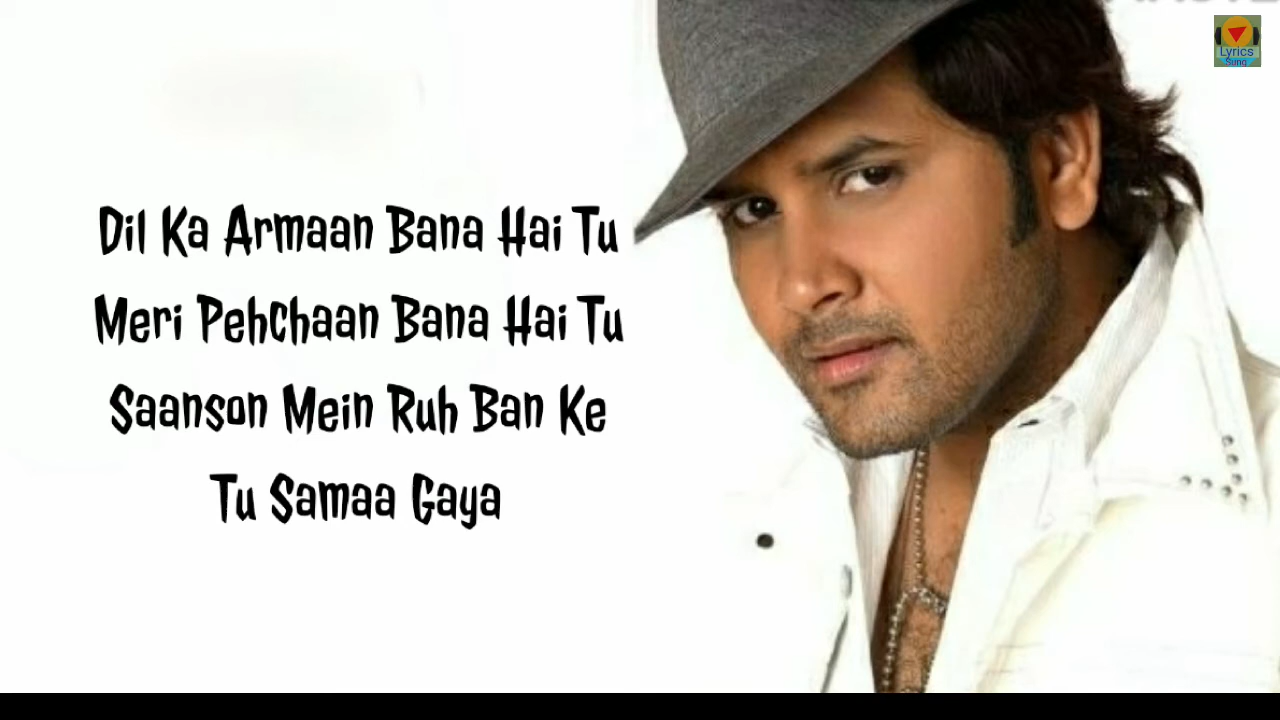 Dil Ka Armaan Bana Hai Tu
Meri Pehchaan Bana Hai Tu
Saanson Mein Ruh Ban Ke
Tu Samaa Gaya
Lyrics
Sung